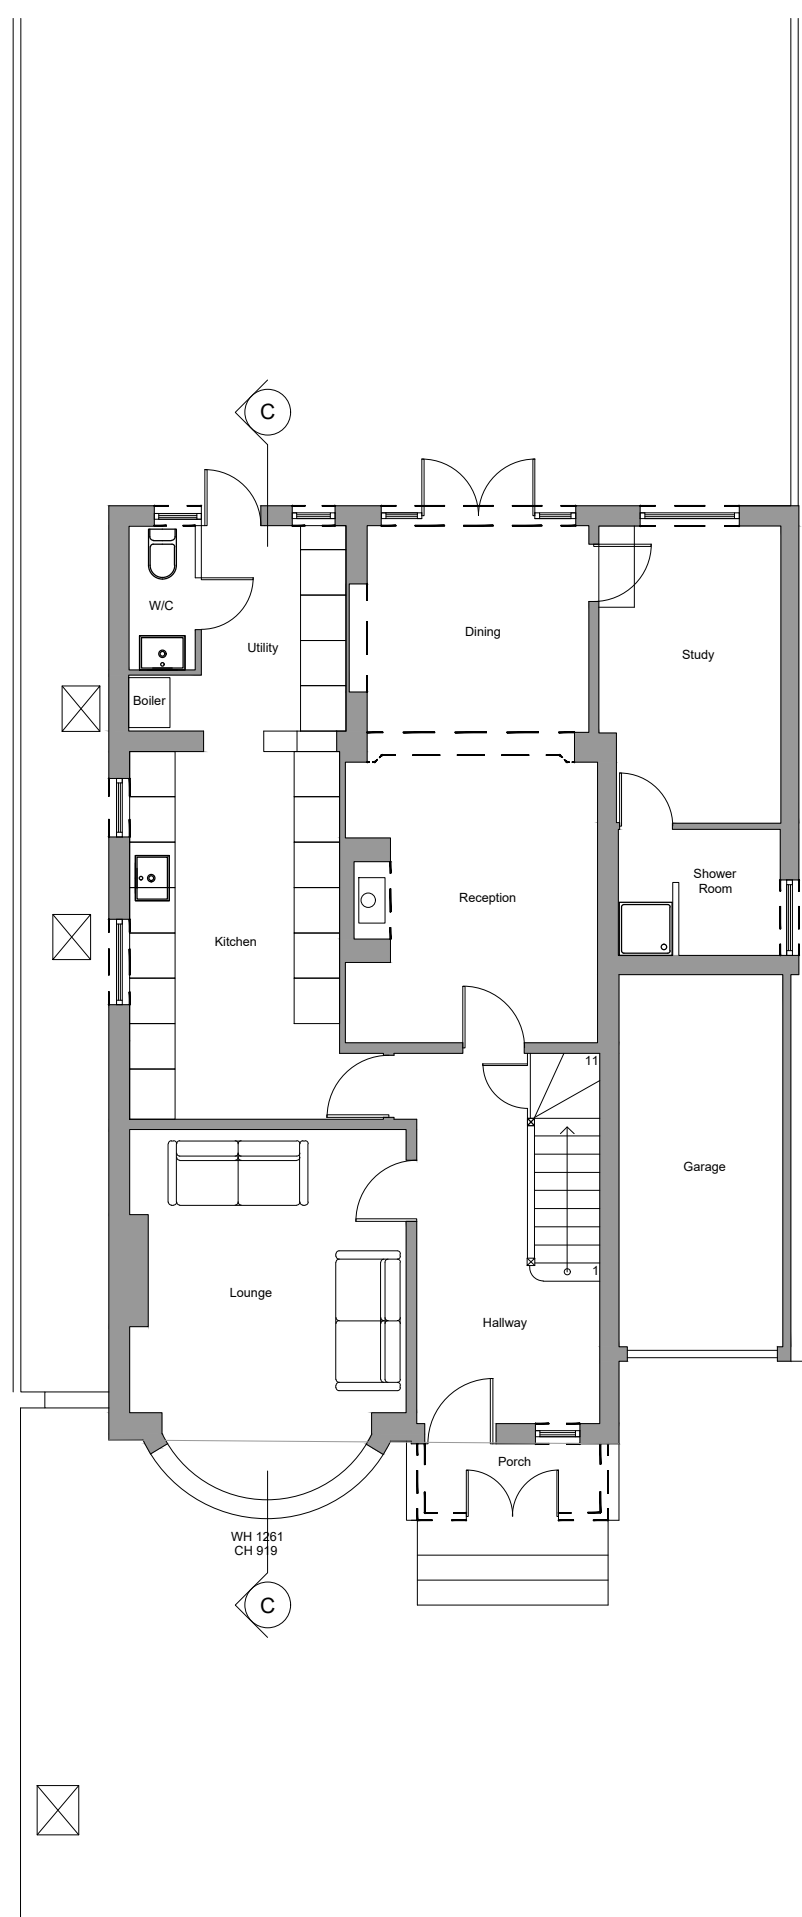 C
W/C
Dining
Utility
Study
Boiler
Shower
Room
Reception
Kitchen
11
Garage
1
Lounge
Hallway
Porch
WH 1261
CH 919
C